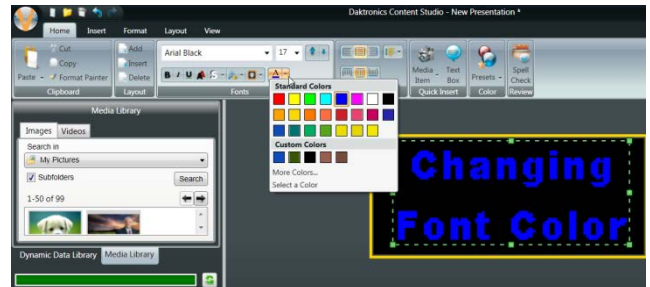 Daktronics Content Studio - New Presentation *
Home Insert Format Layout View
Cut
Copy
Paste Format Painter
Clipboard
Add
Insert
Delete
Layout
Arial Black 17
B I U
Fonts
Media Item
Text Box
Quick Insert
Presets
Color
Spell Check
Review
Standard Colors
Custom Colors
More Colors...
Select a Color
Media Library
Images Videos
Search in
My Pictures
Subfolders Search
1-50 of 99
Dynamic Data Library Media Library
Changing
Font Color